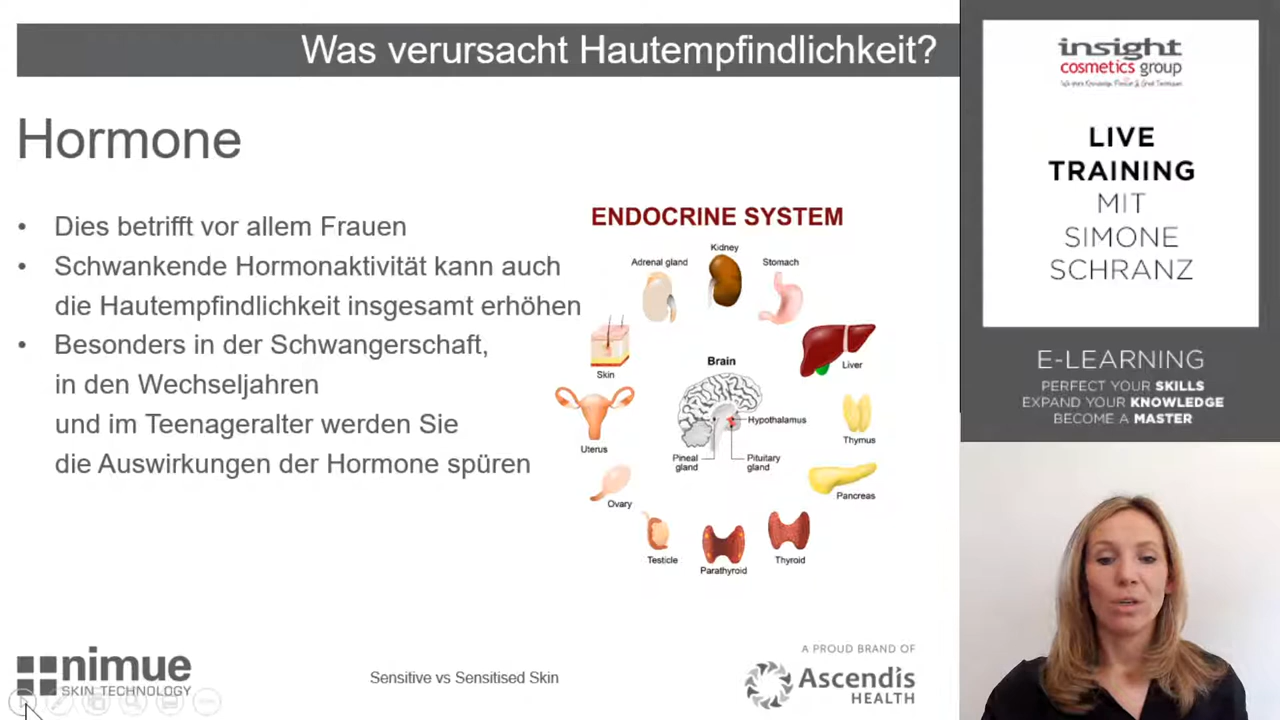 Was verursacht Hautempfindlichkeit?
Hormone
• Dies betrifft vor allem Frauen
• Schwankende Hormonaktivität kann auch
die Hautempfindlichkeit insgesamt erhöhen
• Besonders in der Schwangerschaft,
in den Wechseljahren
und im Teenageralter werden Sie
die Auswirkungen der Hormone spüren
ENDOCRINE SYSTEM
Kidney
Adrenal gland
Stomach
Skin
Brain
Liver
Hypothalamus
Thymus
Uterus
Pineal
gland
Pituitary
gland
Pancreas
Ovary
Testicle
Parathyroid
Thyroid
nimue
SKIN TECHNOLOGY
Sensitive vs Sensitised Skin
A PROUD BRAND OF
Ascendis
HEALTH
insight
cosmetics group
LIVE
TRAINING
MIT
SIMONE
SCHRANZ
E-LEARNING
PERFECT YOUR SKILLS
EXPAND YOUR KNOWLEDGE
BECOME A MASTER